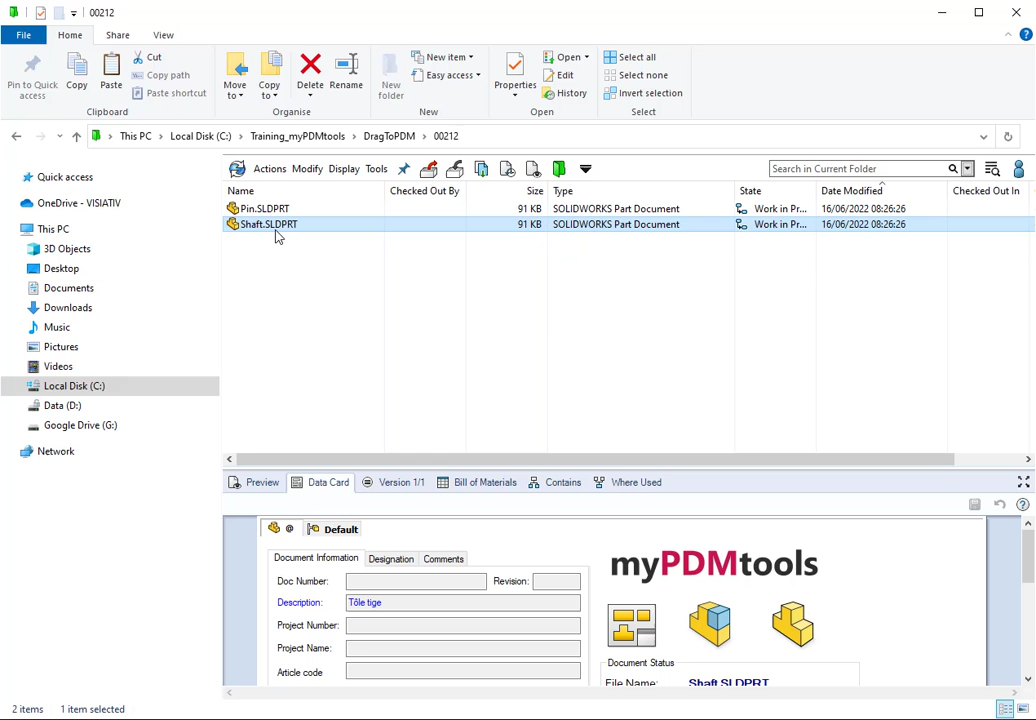 00212
File Home Share View
Pin to Quick access
Copy
Paste
Cut
Copy path
Paste shortcut
Clipboard
Move to
Copy to
Delete
Rename
Organise
New folder
New item
Easy access
New
Properties
Open
Edit
History
Open
Select all
Select none
Invert selection
Select
This PC > Local Disk (C:) > Training_myPDMtools > DragToPDM > 00212
Actions Modify Display Tools
Search in Current Folder
Name Checked Out By Size Type State Date Modified Checked Out In
Pin.SLDPRT 91 KB SOLIDWORKS Part Document Work in Pr... 16/06/2022 08:26:26
Shaft.SLDPRT 91 KB SOLIDWORKS Part Document Work in Pr... 16/06/2022 08:26:26
Quick access
OneDrive - VISIATIV
This PC
3D Objects
Desktop
Documents
Downloads
Music
Pictures
Videos
Local Disk (C:)
Data (D:)
Google Drive (G:)
Network
Preview Data Card Version 1/1 Bill of Materials Contains Where Used
@ Default
Document Information Designation Comments
Doc Number: Revision:
Description: Tôle tige
Project Number:
Project Name:
Article code
myPDMtools
Document Status
File Name: Shaft.SLDPRT
2 items 1 item selected